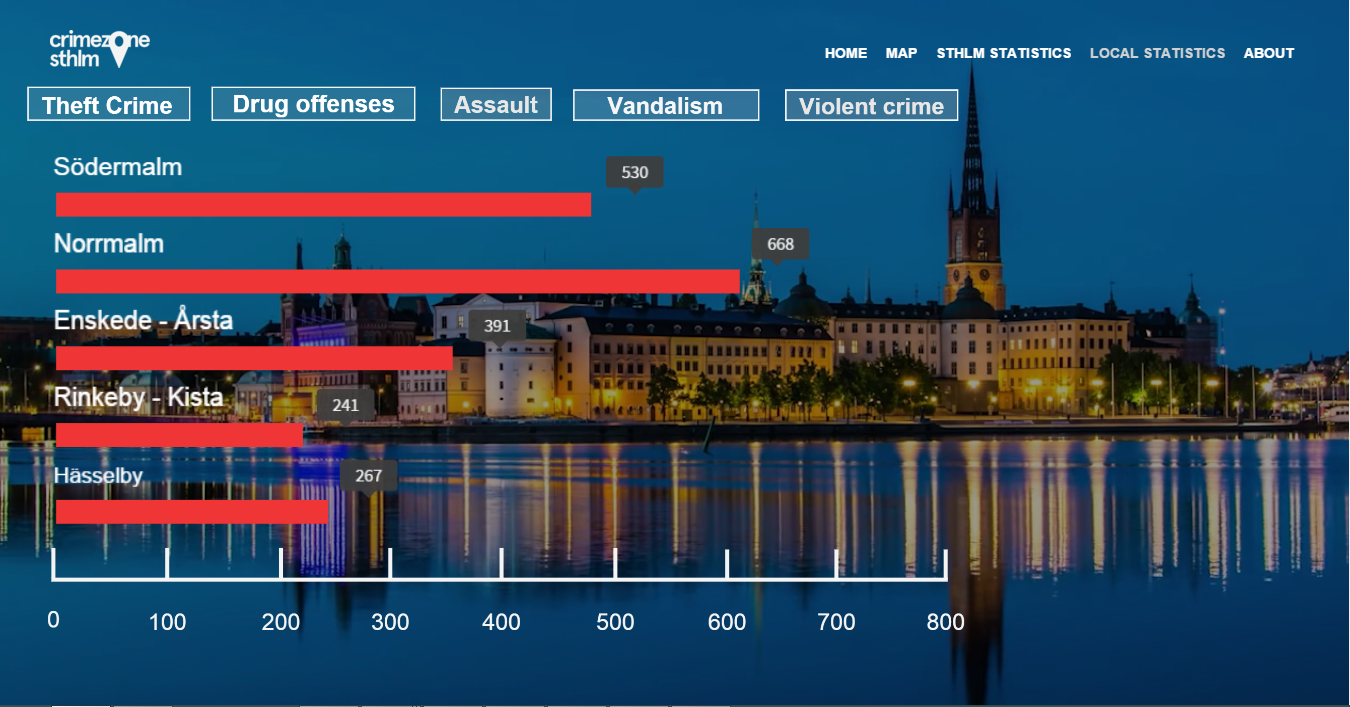 crimezone
sthlm
HOME MAP STHLM STATISTICS LOCAL STATISTICS ABOUT
Theft Crime Drug offenses Assault Vandalism Violent crime
Södermalm
530
Norrmalm
668
Enskede - Årsta
391
Rinkeby - Kista
241
Hässelby
267
0 100 200 300 400 500 600 700 800